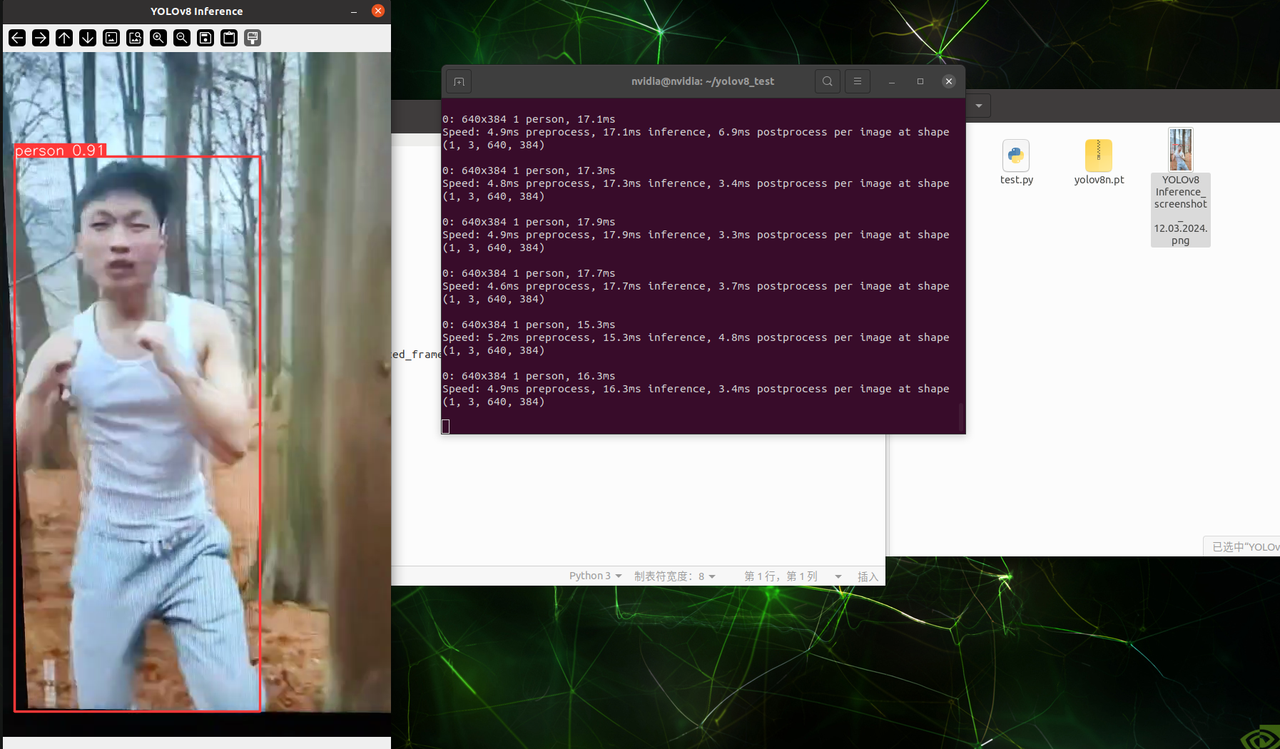 YOLOv8 Inference
person 0.91
nvidia@nvidia: ~/yolov8_test
0: 640x384 1 person, 17.1ms
Speed: 4.9ms preprocess, 17.1ms inference, 6.9ms postprocess per image at shape
(1, 3, 640, 384)
0: 640x384 1 person, 17.3ms
Speed: 4.8ms preprocess, 17.3ms inference, 3.4ms postprocess per image at shape
(1, 3, 640, 384)
0: 640x384 1 person, 17.9ms
Speed: 4.9ms preprocess, 17.9ms inference, 3.3ms postprocess per image at shape
(1, 3, 640, 384)
0: 640x384 1 person, 17.7ms
Speed: 4.6ms preprocess, 17.7ms inference, 3.7ms postprocess per image at shape
(1, 3, 640, 384)
0: 640x384 1 person, 15.3ms
Speed: 5.2ms preprocess, 15.3ms inference, 4.8ms postprocess per image at shape
(1, 3, 640, 384)
0: 640x384 1 person, 16.3ms
Speed: 4.9ms preprocess, 16.3ms inference, 3.4ms postprocess per image at shape
(1, 3, 640, 384)
ed_frame
Python 3 制表符宽度：8 第 1 行，第 1 列 插入
test.py
yolov8n.pt
YOLOv8
Inference_
screenshot
_
12.03.2024.
png
已选中"YOLOv